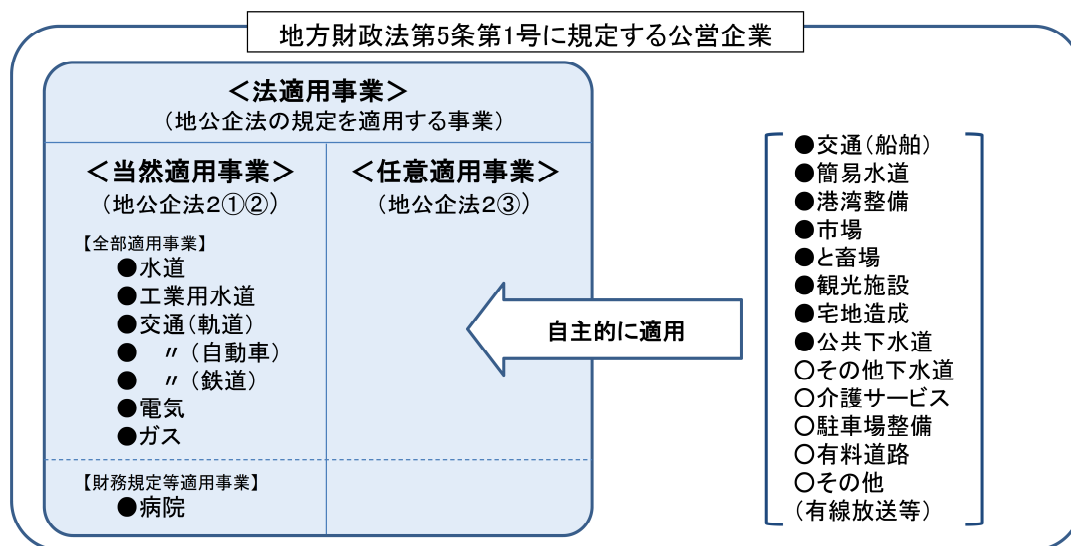 地方財政法第5条第1号に規定する公営企業
＜法適用事業＞
（地公企法の規定を適用する事業）
＜当然適用事業＞
（地公企法2①②）
【全部適用事業】
●水道
●工業用水道
●交通（軌道）
●　〃（自動車）
●　〃（鉄道）
●電気
●ガス
【財務規定等適用事業】
●病院
＜任意適用事業＞
（地公企法2③）
自主的に適用
●交通（船舶）
●簡易水道
●港湾整備
●市場
●と畜場
●観光施設
●宅地造成
●公共下水道
○その他下水道
○介護サービス
○駐車場整備
○有料道路
○その他
（有線放送等）